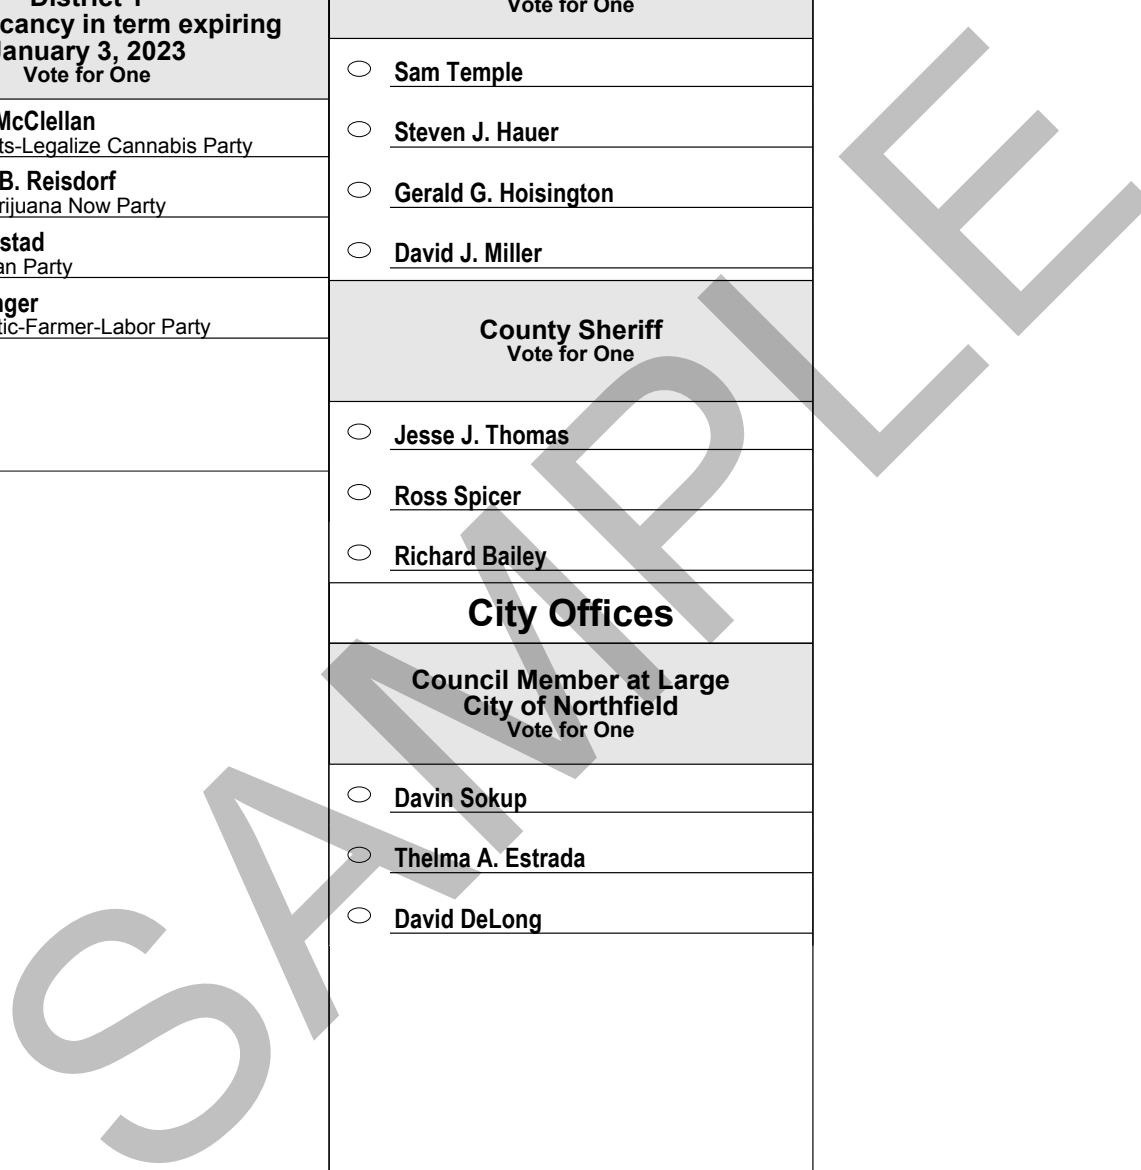 District 1
cancy in term expiring
January 3, 2023
Vote for One
McClellan
ts-Legalize Cannabis Party
B. Reisdorf
rijuana Now Party
stad
an Party
nger
tic-Farmer-Labor Party
Vote for One
Sam Temple
Steven J. Hauer
Gerald G. Hoisington
David J. Miller
County Sheriff
Vote for One
Jesse J. Thomas
Ross Spicer
Richard Bailey
City Offices
Council Member at Large
City of Northfield
Vote for One
Davin Sokup
Thelma A. Estrada
David DeLong
SAMPLE